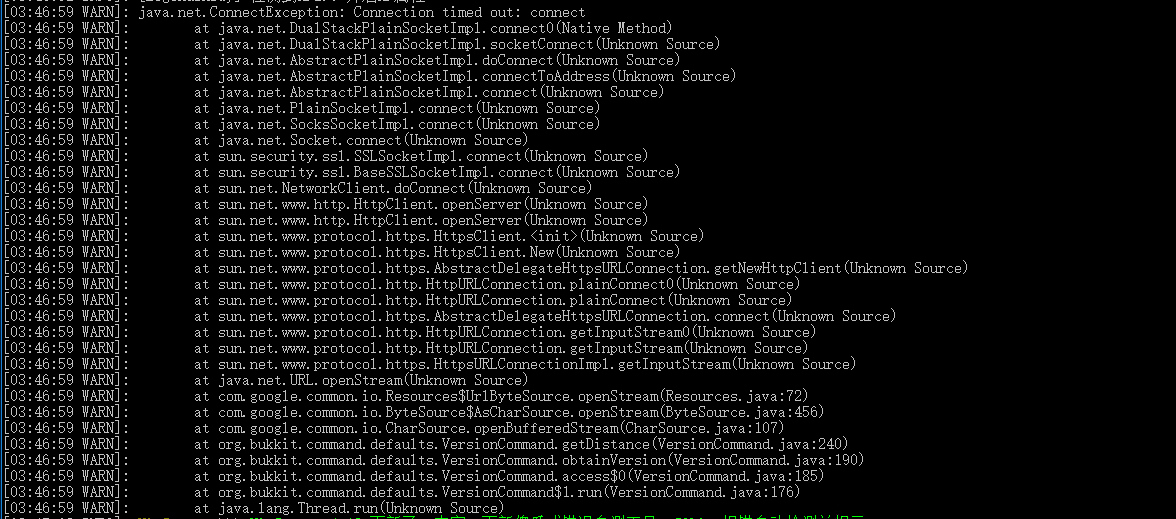 [03:46:59 WARN]: java.net.ConnectException: Connection timed out: connect
[03:46:59 WARN]: at java.net.DualStackPlainSocketImpl.connect0(Native Method)
[03:46:59 WARN]: at java.net.DualStackPlainSocketImpl.socketConnect(Unknown Source)
[03:46:59 WARN]: at java.net.AbstractPlainSocketImpl.doConnect(Unknown Source)
[03:46:59 WARN]: at java.net.AbstractPlainSocketImpl.connectToAddress(Unknown Source)
[03:46:59 WARN]: at java.net.AbstractPlainSocketImpl.connect(Unknown Source)
[03:46:59 WARN]: at java.net.PlainSocketImpl.connect(Unknown Source)
[03:46:59 WARN]: at java.net.SocksSocketImpl.connect(Unknown Source)
[03:46:59 WARN]: at java.net.Socket.connect(Unknown Source)
[03:46:59 WARN]: at sun.security.ssl.SSLSocketImpl.connect(Unknown Source)
[03:46:59 WARN]: at sun.security.ssl.BaseSSLSocketImpl.connect(Unknown Source)
[03:46:59 WARN]: at sun.net.NetworkClient.doConnect(Unknown Source)
[03:46:59 WARN]: at sun.net.www.http.HttpClient.openServer(Unknown Source)
[03:46:59 WARN]: at sun.net.www.http.HttpClient.openServer(Unknown Source)
[03:46:59 WARN]: at sun.net.www.protocol.https.HttpsClient.<init>(Unknown Source)
[03:46:59 WARN]: at sun.net.www.protocol.https.HttpsClient.New(Unknown Source)
[03:46:59 WARN]: at sun.net.www.protocol.https.AbstractDelegateHttpsURLConnection.getNewHttpClient(Unknown Source)
[03:46:59 WARN]: at sun.net.www.protocol.http.HttpURLConnection.plainConnect0(Unknown Source)
[03:46:59 WARN]: at sun.net.www.protocol.http.HttpURLConnection.plainConnect(Unknown Source)
[03:46:59 WARN]: at sun.net.www.protocol.https.AbstractDelegateHttpsURLConnection.connect(Unknown Source)
[03:46:59 WARN]: at sun.net.www.protocol.http.HttpURLConnection.getInputStream0(Unknown Source)
[03:46:59 WARN]: at sun.net.www.protocol.http.HttpURLConnection.getInputStream(Unknown Source)
[03:46:59 WARN]: at sun.net.www.protocol.https.HttpsURLConnectionImpl.getInputStream(Unknown Source)
[03:46:59 WARN]: at java.net.URL.openStream(Unknown Source)
[03:46:59 WARN]: at com.google.common.io.Resources$UrlByteSource.openStream(Resources.java:72)
[03:46:59 WARN]: at com.google.common.io.ByteSource$AsCharSource.openStream(ByteSource.java:456)
[03:46:59 WARN]: at com.google.common.io.CharSource.openBufferedStream(CharSource.java:107)
[03:46:59 WARN]: at org.bukkit.command.defaults.VersionCommand.getDistance(VersionCommand.java:240)
[03:46:59 WARN]: at org.bukkit.command.defaults.VersionCommand.obtainVersion(VersionCommand.java:190)
[03:46:59 WARN]: at org.bukkit.command.defaults.VersionCommand.access$0(VersionCommand.java:185)
[03:46:59 WARN]: at org.bukkit.command.defaults.VersionCommand$1.run(VersionCommand.java:176)
[03:46:59 WARN]: at java.lang.Thread.run(Unknown Source)